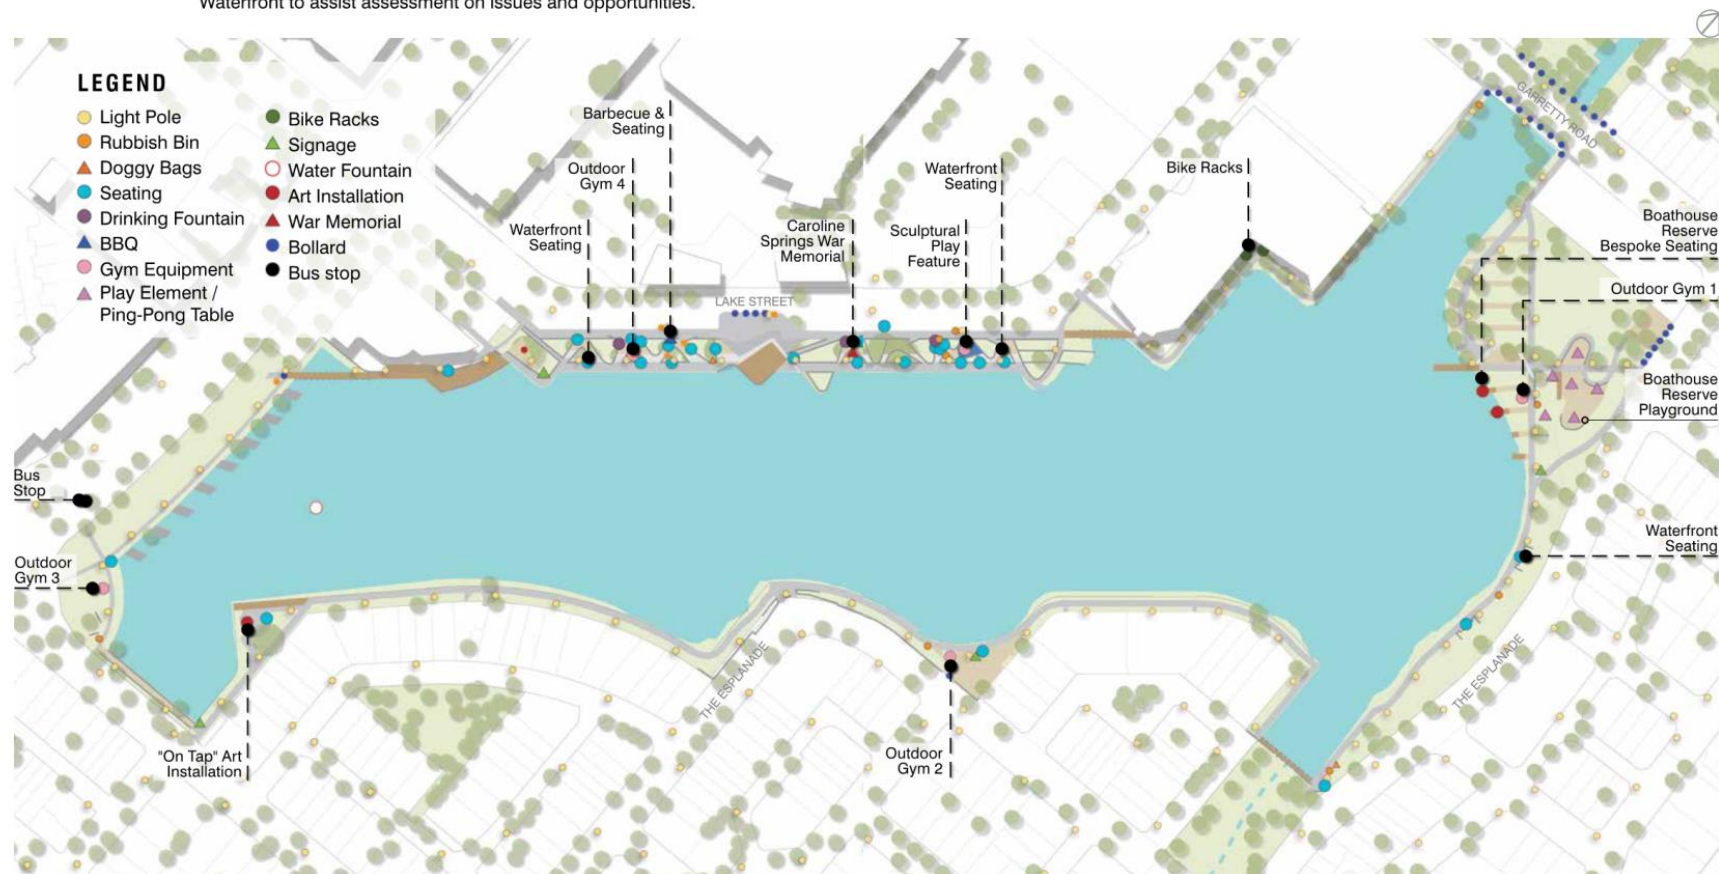 Waterfront to assist assessment on issues and opportunities.
LEGEND
Light Pole
Rubbish Bin
Doggy Bags
Seating
Drinking Fountain
BBQ
Gym Equipment
Play Element /
Ping-Pong Table
Bike Racks
Signage
Water Fountain
Art Installation
War Memorial
Bollard
Bus stop
Barbecue &
Seating
Outdoor
Gym 4
Waterfront
Seating
LAKE STREET
Caroline
Springs War
Memorial
Sculptural
Play
Feature
Waterfront
Seating
Bike Racks
GARRETTY ROAD
Boathouse
Reserve
Bespoke Seating
Outdoor Gym 1
Boathouse
Reserve
Playground
Waterfront
Seating
Bus
Stop
Outdoor
Gym 3
"On Tap" Art
Installation
THE ESPLANADE
Outdoor
Gym 2
THE ESPLANADE